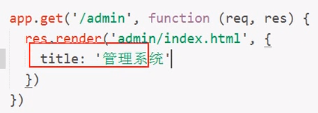 app.get('/admin', function (req, res) {
res.render('admin/index.html', {
title: '管理系统'
})
})